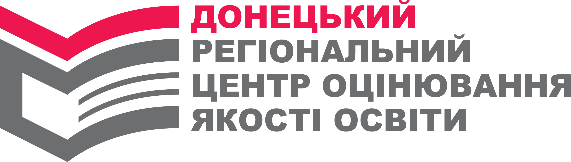 ДОНЕЦЬКИЙ
РЕГІОНАЛЬНИЙ
ЦЕНТР ОЦІНЮВАННЯ
ЯКОСТІ ОСВІТИ